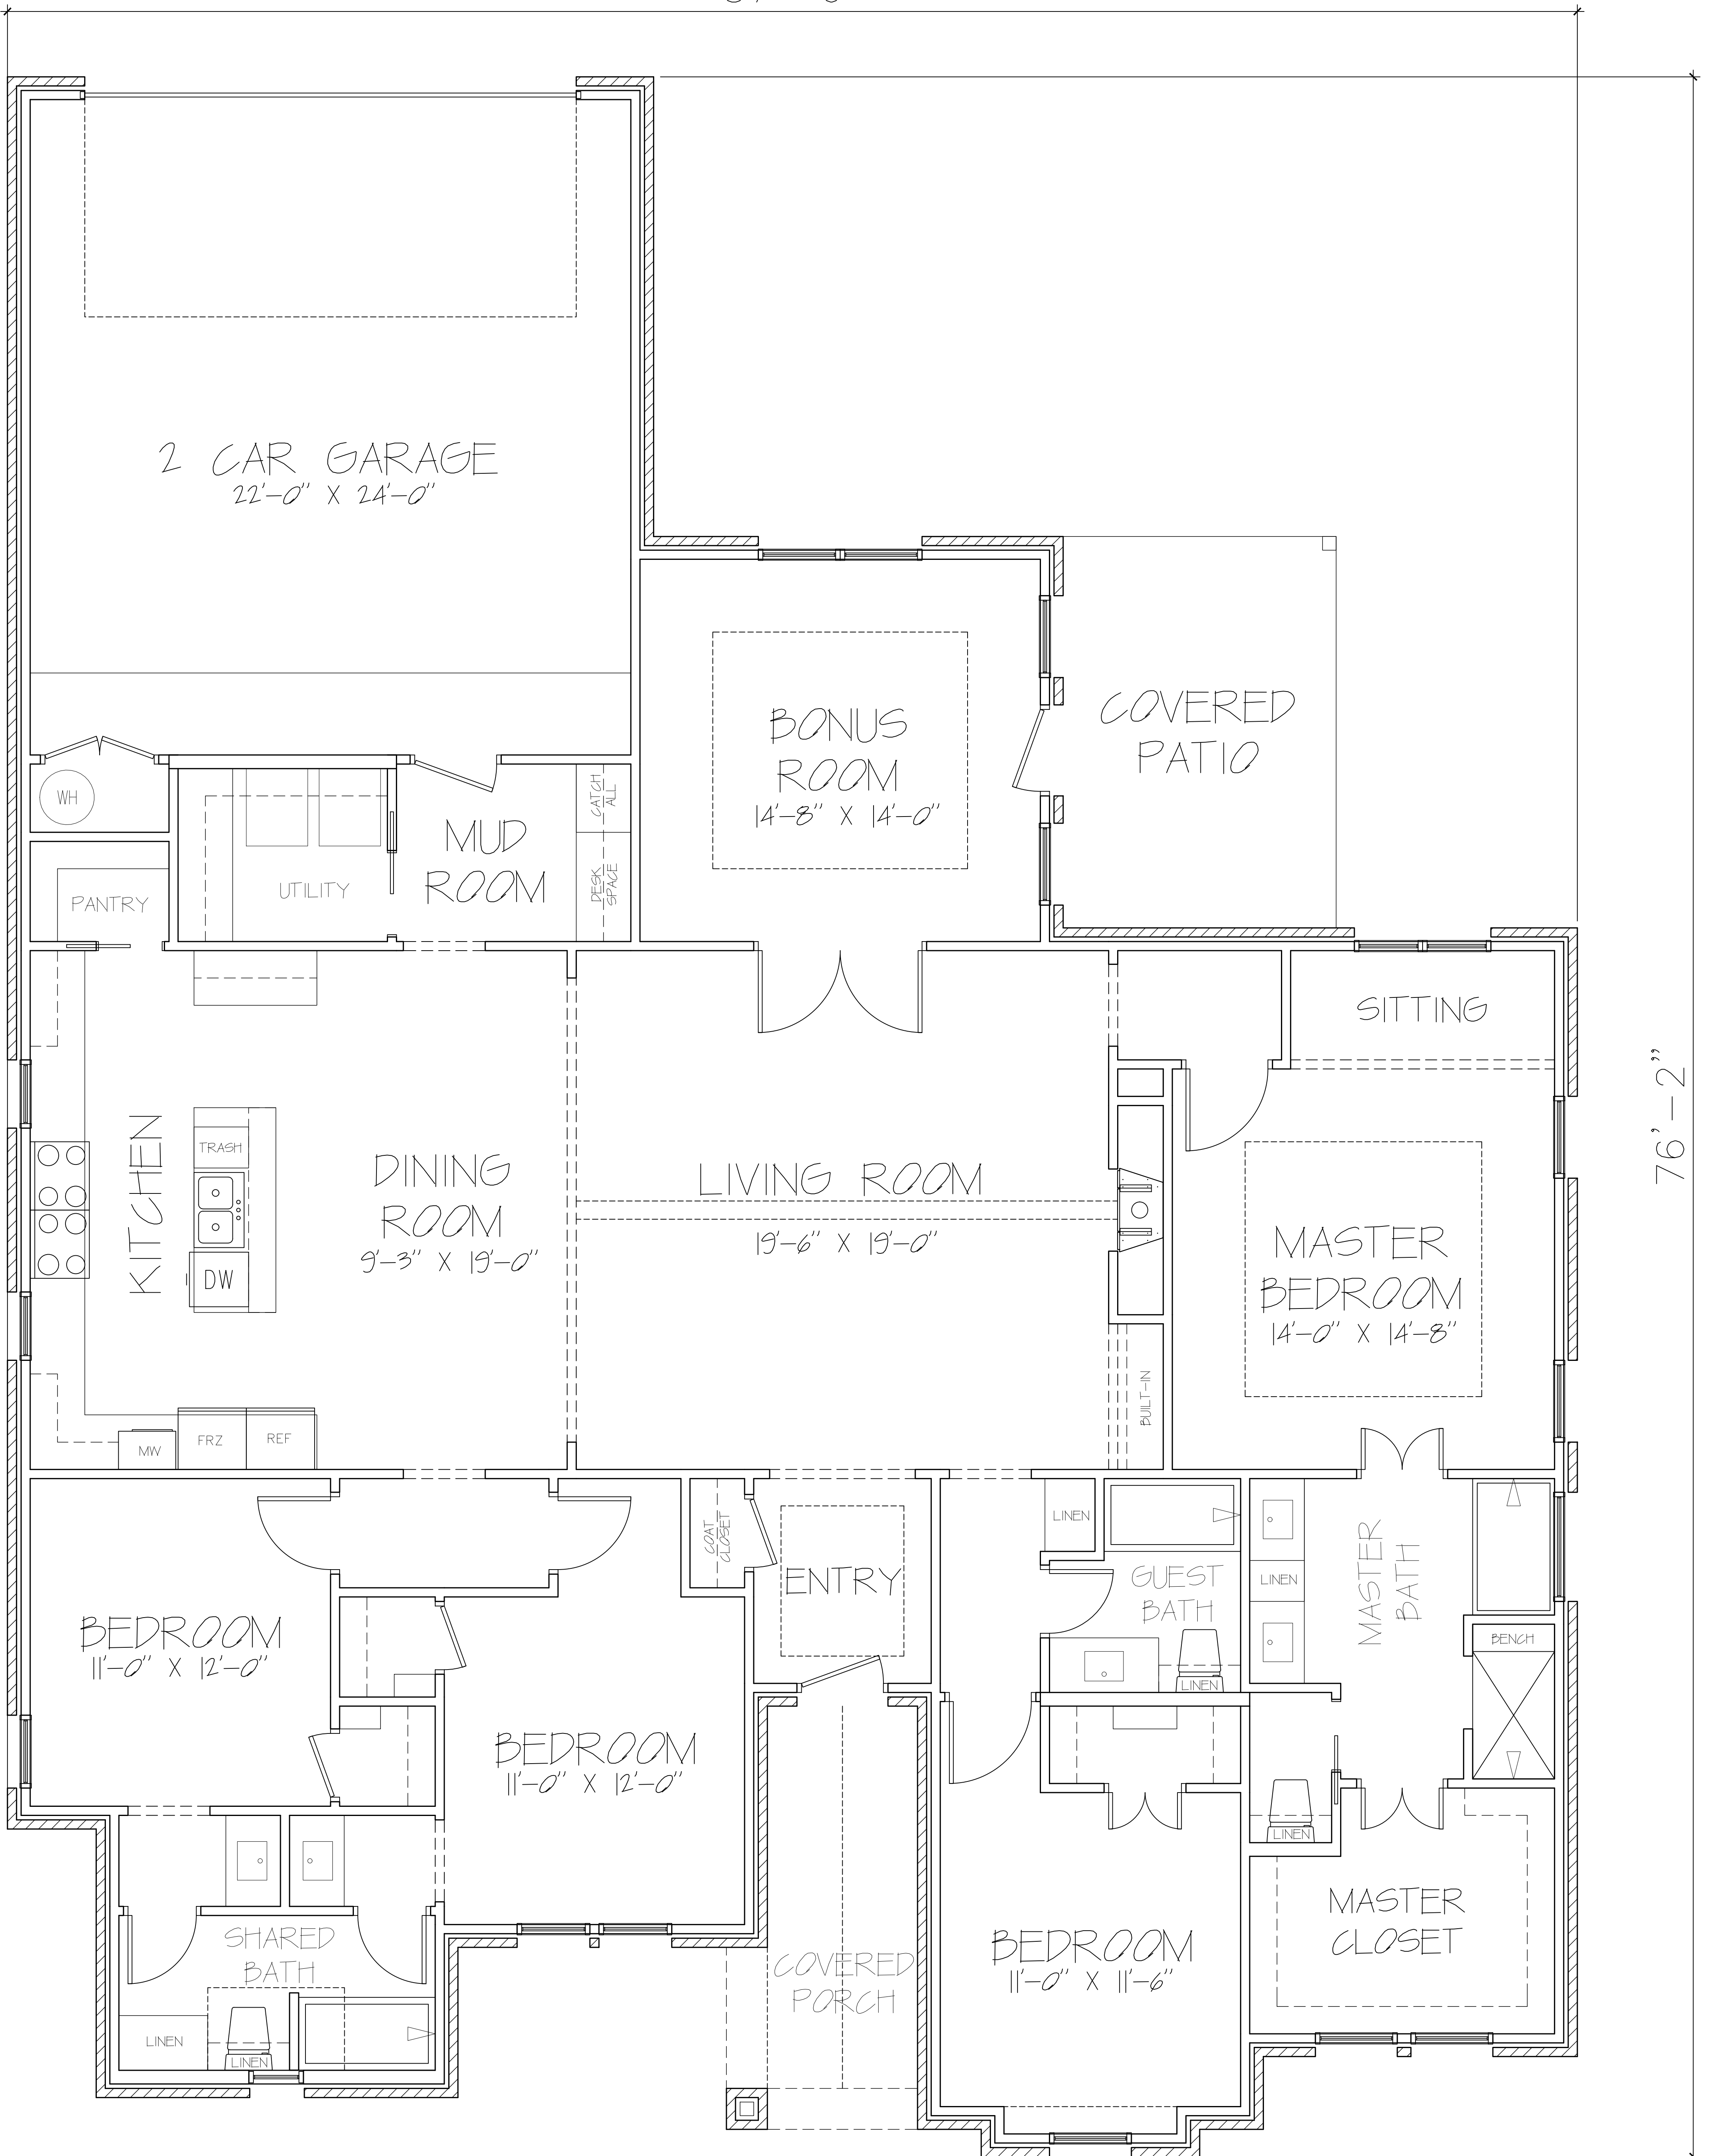 2 CAR GARAGE
22'-0" X 24'-0"
BONUS
ROOM
14'-8" X 14'-0"
COVERED
PATIO
WH
CATCH
ALL
MUD
ROOM
UTILITY
DESK
SPACE
PANTRY
SITTING
KITCHEN
TRASH
DW
DINING
ROOM
9'-3" X 19'-0"
LIVING ROOM
19'-6" X 19'-0"
MASTER
BEDROOM
14'-0" X 14'-8"
76'-2"
BUILT-IN
MW
FRZ
REF
COAT
CLOSET
ENTRY
LINEN
GUEST
BATH
LINEN
LINEN
MASTER
BATH
BENCH
BEDROOM
11'-0" X 12'-0"
BEDROOM
11'-0" X 12'-0"
LINEN
MASTER
CLOSET
SHARED
BATH
LINEN
LINEN
COVERED
PORCH
BEDROOM
11'-0" X 11'-6"